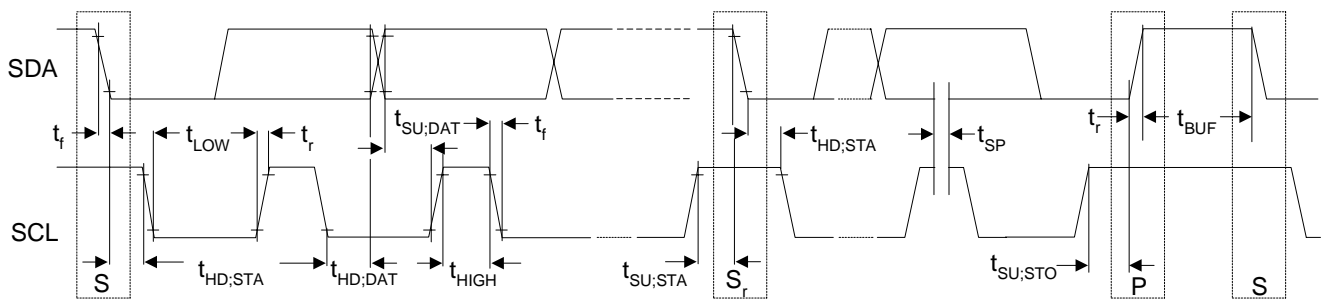 SDA
t_f
t_LOW
t_r
t_SU;DAT
t_f
t_HD;STA
t_SP
t_r
t_BUF
SCL
S
t_HD;STA
t_HD;DAT
t_HIGH
t_SU;STA
S_r
t_SU;STO
P
S